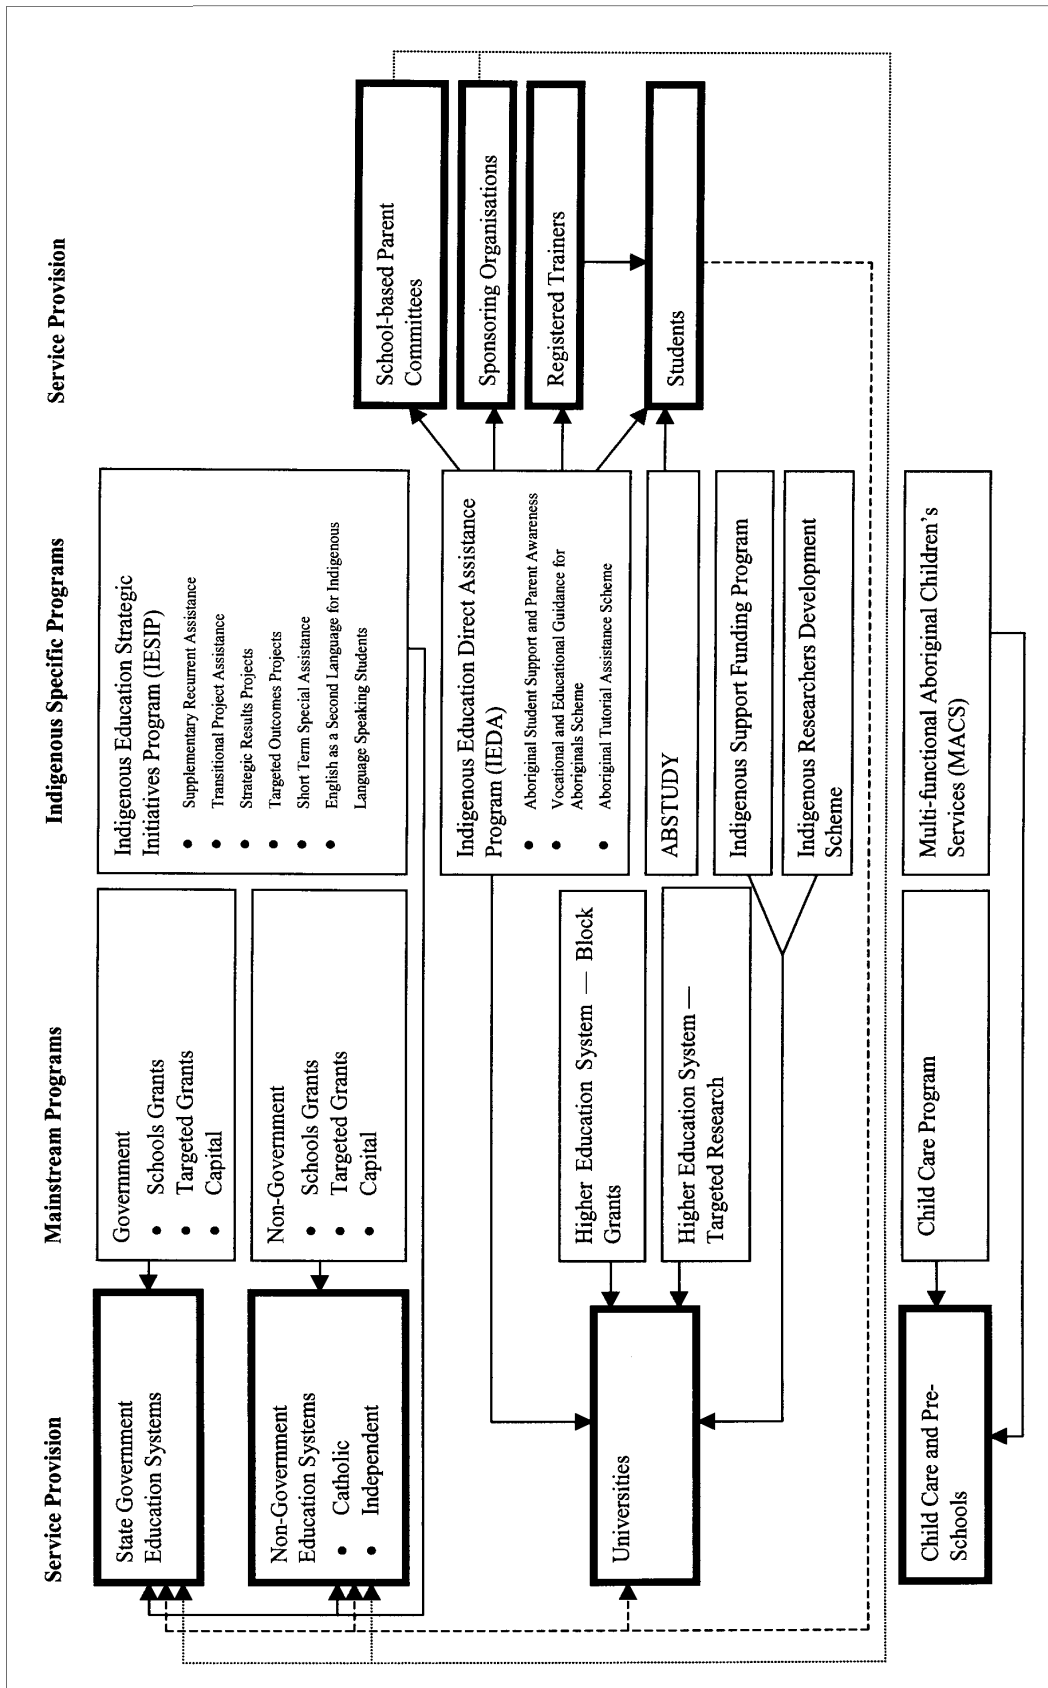 Service Provision
Mainstream Programs
Indigenous Specific Programs
Service Provision
State Government
Education Systems
Non-Government
Education Systems
● Catholic
● Independent
Universities
Child Care and Pre-
Schools
Government
● Schools Grants
● Targeted Grants
● Capital
Non-Government
● Schools Grants
● Targeted Grants
● Capital
Higher Education System — Block
Grants
Higher Education System —
Targeted Research
Child Care Program
Indigenous Education Strategic
Initiatives Program (IESIP)
● Supplementary Recurrent Assistance
● Transitional Project Assistance
● Strategic Results Projects
● Targeted Outcomes Projects
● Short Term Special Assistance
● English as a Second Language for Indigenous
Language Speaking Students
Indigenous Education Direct Assistance
Program (IEDA)
● Aboriginal Student Support and Parent Awareness
● Vocational and Educational Guidance for
Aboriginals Scheme
● Aboriginal Tutorial Assistance Scheme
ABSTUDY
Indigenous Support Funding Program
Indigenous Researchers Development
Scheme
Multi-functional Aboriginal Children's
Services (MACS)
School-based Parent
Committees
Sponsoring Organisations
Registered Trainers
Students